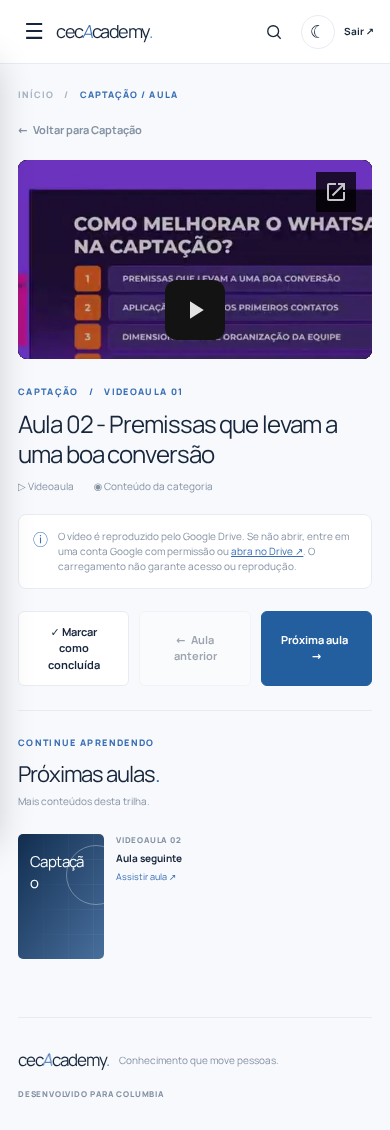 ☰ cecAcademy. ☾ Sair ↗
INÍCIO / CAPTAÇÃO / AULA
← Voltar para Captação
COMO MELHORAR O WHATSA
NA CAPTAÇÃO?
1 PREMISSAS QUE LEVAM A UMA BOA CONVERSÃO
2 APLICAÇÃ OS PRIMEIROS CONTATOS
3 DIMENSION ORGANIZAÇÃO DA EQUIPE
CAPTAÇÃO / VIDEOAULA 01
Aula 02 - Premissas que levam a
uma boa conversão
▷ Videoaula ◉ Conteúdo da categoria
ⓘ O vídeo é reproduzido pelo Google Drive. Se não abrir, entre em
uma conta Google com permissão ou abra no Drive ↗. O
carregamento não garante acesso ou reprodução.
✓ Marcar
como
concluída
← Aula
anterior
Próxima aula
→
CONTINUE APRENDENDO
Próximas aulas.
Mais conteúdos desta trilha.
Captaçã
o
VIDEOAULA 02
Aula seguinte
Assistir aula ↗
cecAcademy. Conhecimento que move pessoas.
DESENVOLVIDO PARA COLUMBIA